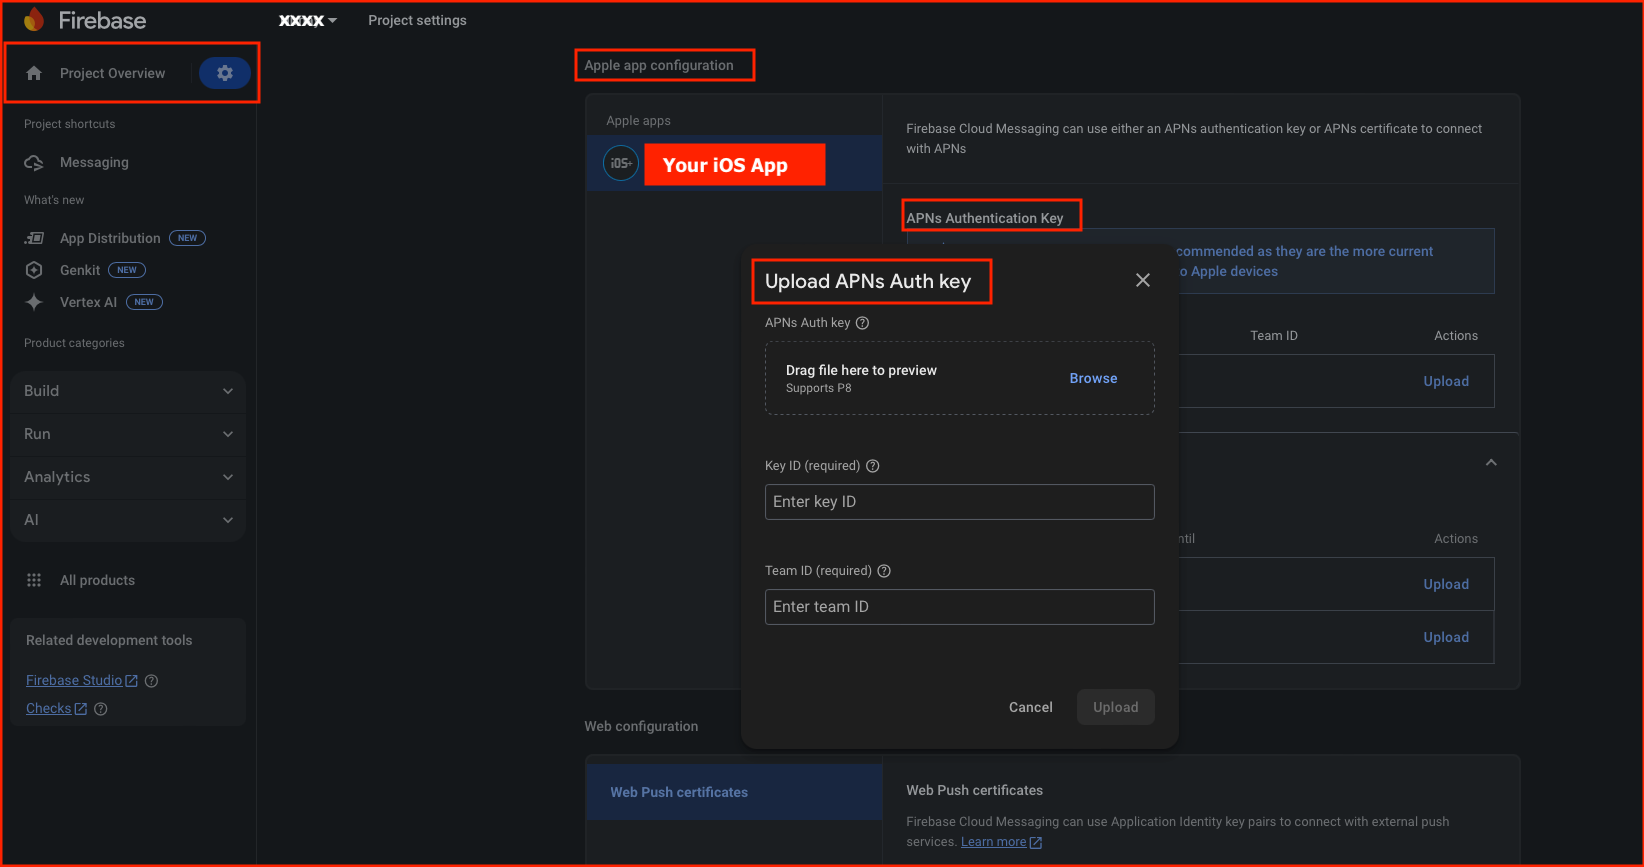 Firebase
XXXX
Project settings
Project Overview
Project shortcuts
Messaging
What's new
App Distribution NEW
Genkit NEW
Vertex AI NEW
Product categories
Build
Run
Analytics
AI
All products
Related development tools
Firebase Studio
Checks
Apple app configuration
Apple apps
iOS+
Your iOS App
Firebase Cloud Messaging can use either an APNs authentication key or APNs certificate to connect
with APNs
APNs Authentication Key
commended as they are the more current
o Apple devices
Team ID
Actions
Upload
Upload APNs Auth key
APNs Auth key
Drag file here to preview
Supports P8
Browse
Key ID (required)
Enter key ID
Team ID (required)
Enter team ID
Cancel
Upload
ntil
Actions
Upload
Upload
Web configuration
Web Push certificates
Web Push certificates
Firebase Cloud Messaging can use Application Identity key pairs to connect with external push
services. Learn more